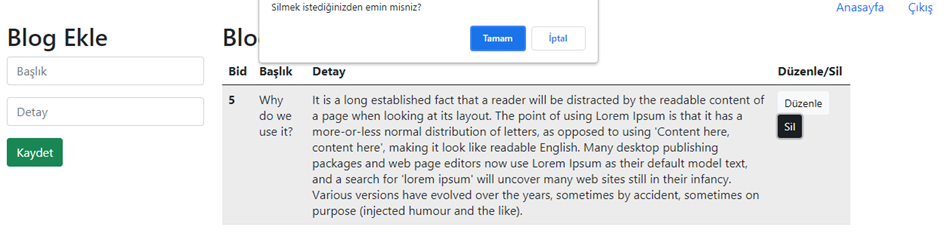 Silmek istediğinizden emin misniz?
Tamam
İptal
Anasayfa
Çıkış
Blog Ekle
Başlık
Detay
Kaydet
Blo
Bid Başlık Detay Düzenle/Sil
5
Why
do we
use it?
It is a long established fact that a reader will be distracted by the readable content of
a page when looking at its layout. The point of using Lorem Ipsum is that it has a
more-or-less normal distribution of letters, as opposed to using 'Content here,
content here', making it look like readable English. Many desktop publishing
packages and web page editors now use Lorem Ipsum as their default model text,
and a search for 'lorem ipsum' will uncover many web sites still in their infancy.
Various versions have evolved over the years, sometimes by accident, sometimes on
purpose (injected humour and the like).
Düzenle
Sil